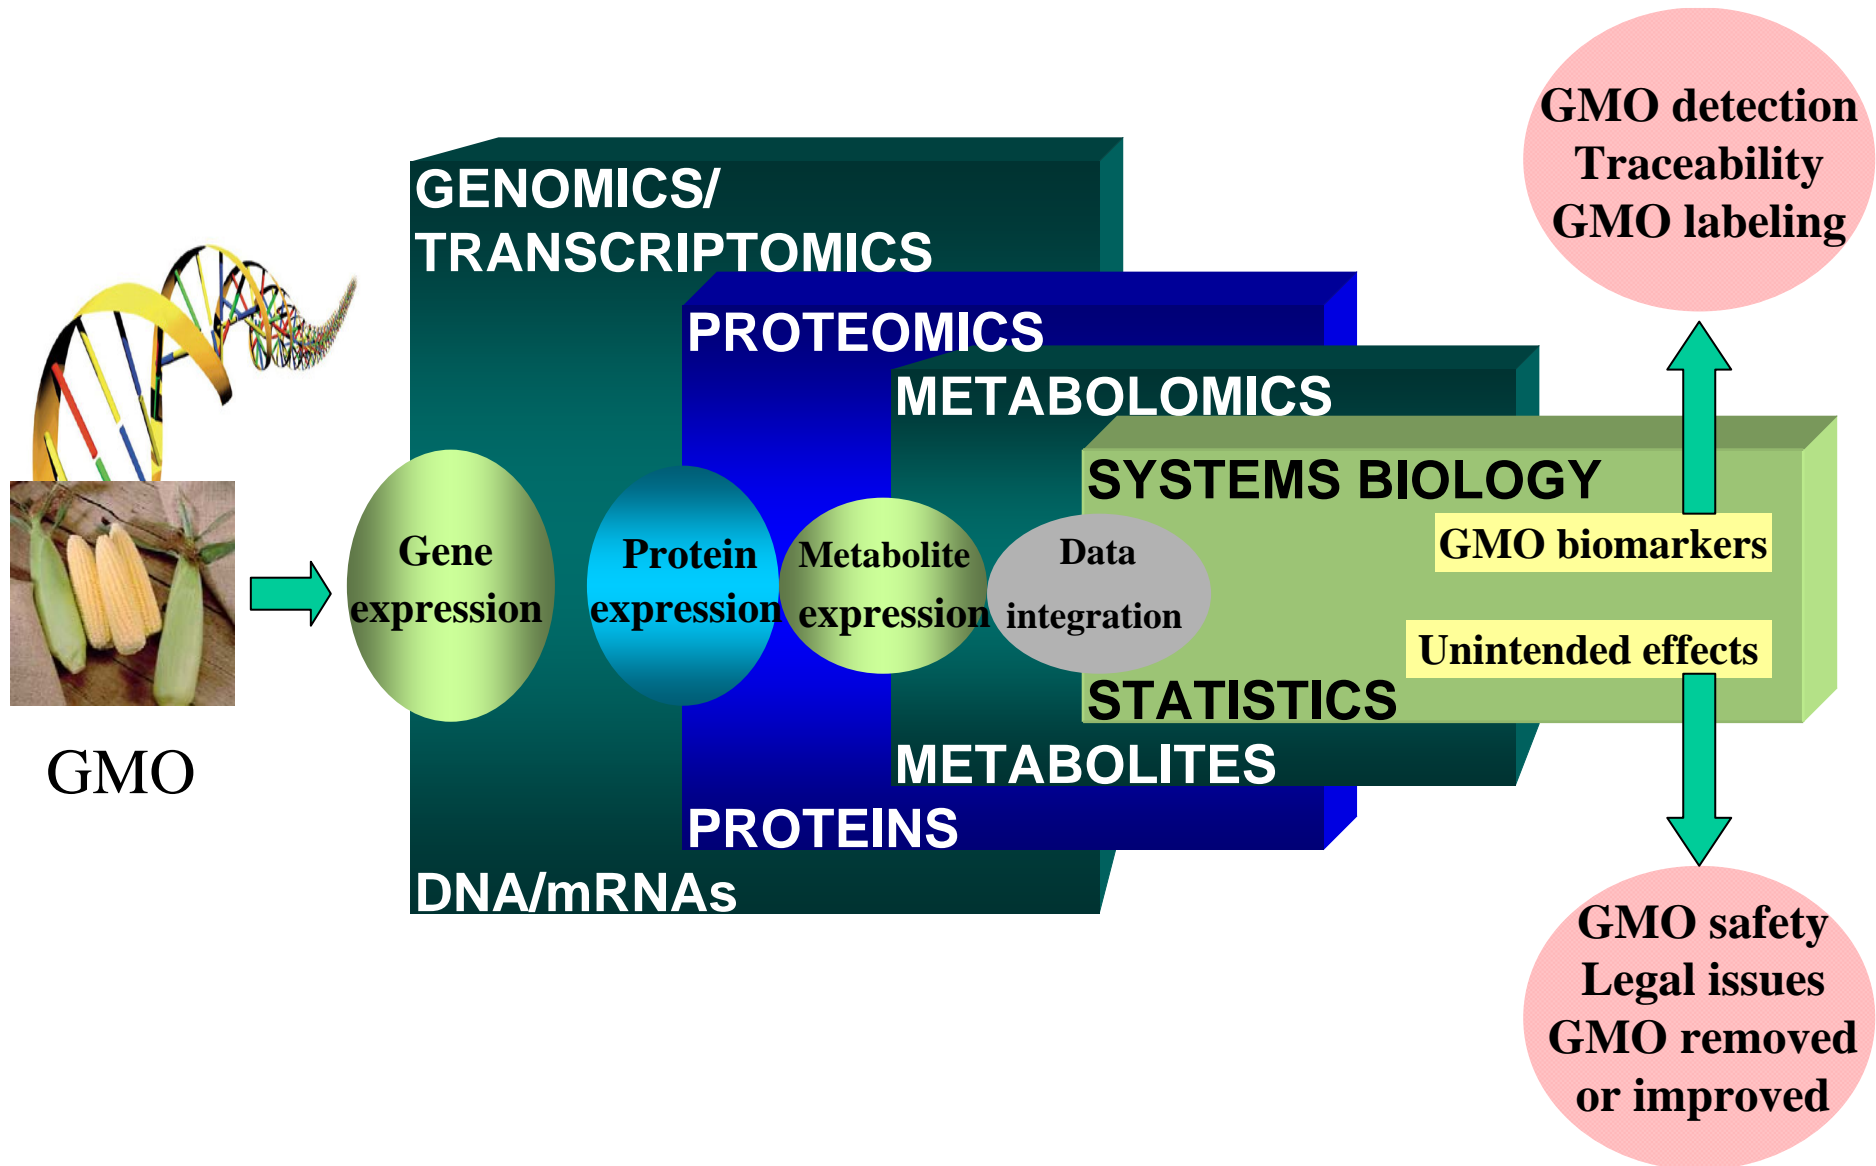 GMO
GENOMICS/
TRANSCRIPTOMICS
Gene
expression
DNA/mRNAs
PROTEOMICS
Protein
expression
PROTEINS
METABOLOMICS
Metabolite
expression
METABOLITES
SYSTEMS BIOLOGY
Data
integration
STATISTICS
GMO biomarkers
Unintended effects
GMO detection
Traceability
GMO labeling
GMO safety
Legal issues
GMO removed
or improved